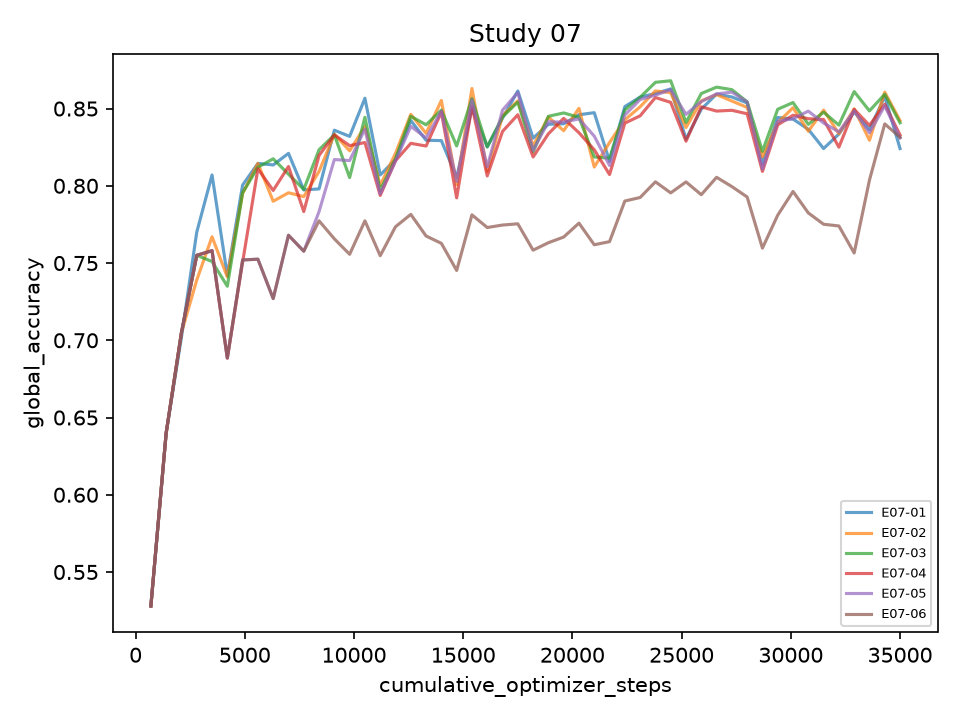 Study 07
global_accuracy
0.85
0.80
0.75
0.70
0.65
0.60
0.55
0
5000
10000
15000
20000
25000
30000
35000
cumulative_optimizer_steps
E07-01
E07-02
E07-03
E07-04
E07-05
E07-06